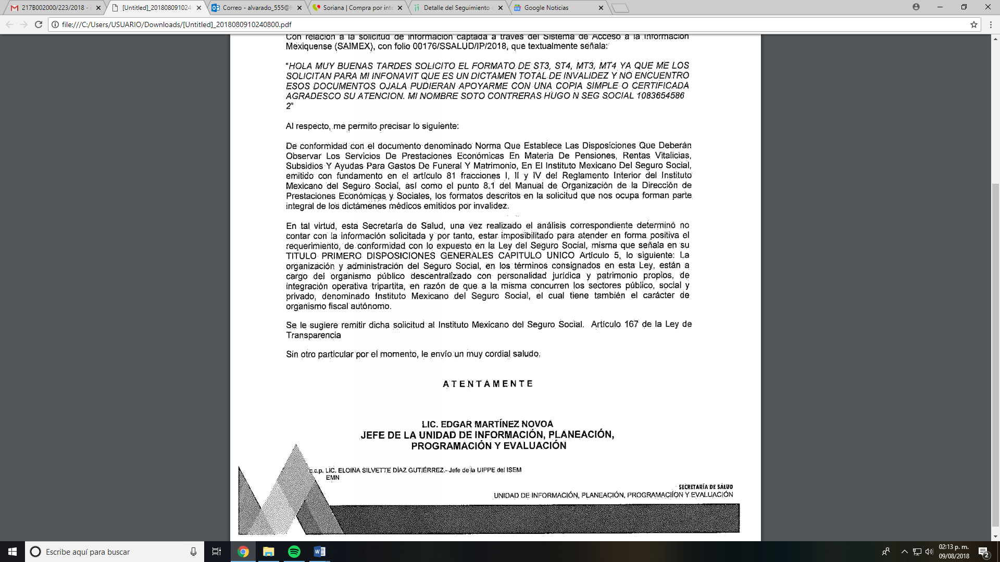 217B002000/223/2018 -
[Untitled]_2018080910240
Correo - alvarado_555@
Soriana | Compra por inte
Detalle del Seguimiento
Google Noticias
file:///C:/Users/USUARIO/Downloads/[Untitled]_2018080910240800.pdf
Con relación a la solicitud de información captada a través del Sistema de Acceso a la Información
Mexiquense (SAIMEX), con folio 00176/SSALUD/IP/2018, que textualmente señala:
"HOLA MUY BUENAS TARDES SOLICITO EL FORMATO DE ST3, ST4, MT3, MT4 YA QUE ME LOS
SOLICITAN PARA MI INFONAVIT QUE ES UN DICTAMEN TOTAL DE INVALIDEZ Y NO ENCUENTRO
ESOS DOCUMENTOS OJALA PUDIERAN APOYARME CON UNA COPIA SIMPLE O CERTIFICADA
AGRADESCO SU ATENCION. MI NOMBRE SOTO CONTRERAS HUGO N SEG SOCIAL 1083654586
2"
Al respecto, me permito precisar lo siguiente:
De conformidad con el documento denominado Norma Que Establece Las Disposiciones Que Deberán
Observar Los Servicios De Prestaciones Económicas En Materia De Pensiones, Rentas Vitalicias,
Subsidios Y Ayudas Para Gastos De Funeral Y Matrimonio, En El Instituto Mexicano Del Seguro Social,
emitido con fundamento en el artículo 81 fracciones I, II y IV del Reglamento Interior del Instituto
Mexicano del Seguro Social, así como el punto 8.1 del Manual de Organización de la Dirección de
Prestaciones Económicas y Sociales, los formatos descritos en la solicitud que nos ocupa forman parte
integral de los dictámenes médicos emitidos por invalidez.
En tal virtud, esta Secretaría de Salud, una vez realizado el análisis correspondiente determinó no
contar con la información solicitada y por tanto, estar imposibilitado para atender en forma positiva el
requerimiento, de conformidad con lo expuesto en la Ley del Seguro Social, misma que señala en su
TITULO PRIMERO DISPOSICIONES GENERALES CAPITULO UNICO Artículo 5, lo siguiente: La
organización y administración del Seguro Social, en los términos consignados en esta Ley, están a
cargo del organismo público descentralizado con personalidad jurídica y patrimonio propios, de
integración operativa tripartita, en razón de que a la misma concurren los sectores público, social y
privado, denominado Instituto Mexicano del Seguro Social, el cual tiene también el carácter de
organismo fiscal autónomo.
Se le sugiere remitir dicha solicitud al Instituto Mexicano del Seguro Social. Artículo 167 de la Ley de
Transparencia
Sin otro particular por el momento, le envío un muy cordial saludo.
A T E N T A M E N T E
LIC. EDGAR MARTÍNEZ NOVOA
JEFE DE LA UNIDAD DE INFORMACIÓN, PLANEACIÓN,
PROGRAMACIÓN Y EVALUACIÓN
c.c.p. LIC. ELOINA SILVETTE DÍAZ GUTIÉRREZ.- Jefe de la UIPPE del ISEM
EMN
SECRETARÍA DE SALUD
UNIDAD DE INFORMACIÓN, PLANEACIÓN, PROGRAMACIÍON Y EVALUACIÓN
Escribe aquí para buscar
02:13 p. m.
09/08/2018
2